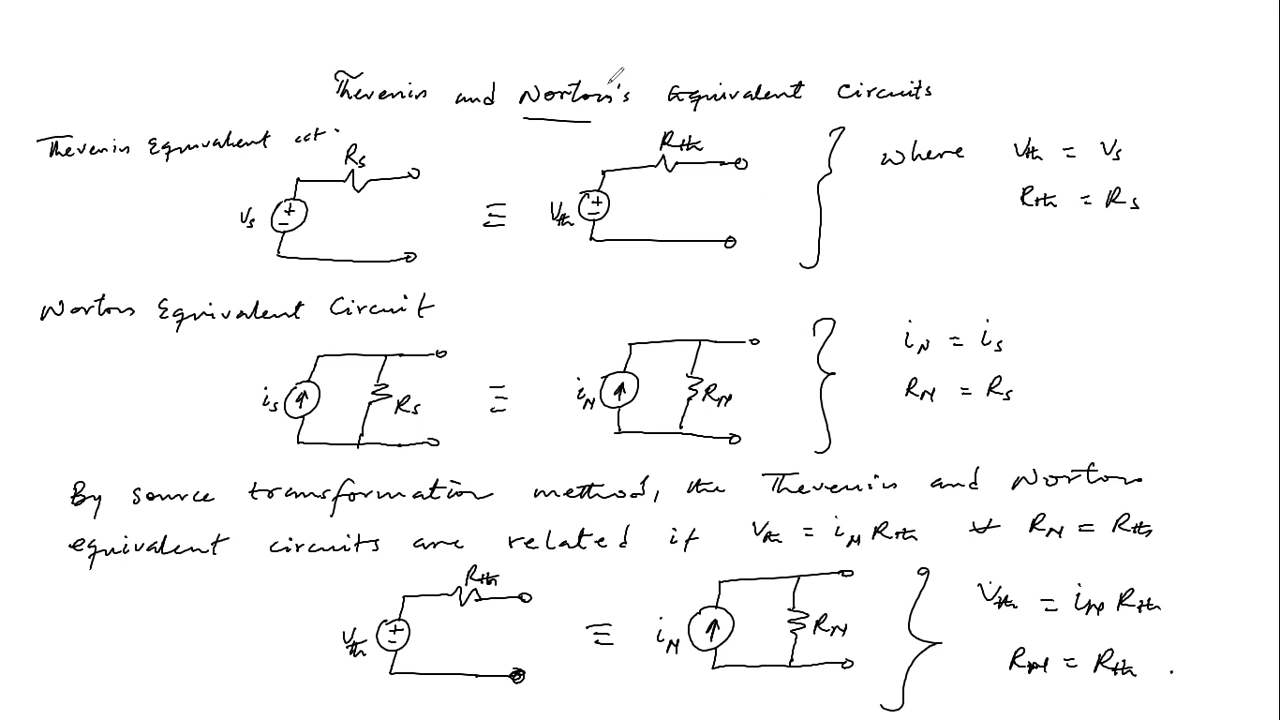 Thevenin and Norton's Equivalent Circuits
Thevenin Equivalent cct.
Rs
Vs
≡
Rth
Vth
where Vth = Vs
Rth = Rs
Norton Equivalent Circuit
is
Rs
≡
iN
RN
iN = is
RN = Rs
By source transformation method, the Thevenin and Norton
equivalent circuits are related if Vth = iN Rth & RN = Rth
Rth
Vth
≡
iN
RN
Vth = iN Rth
RN = Rth .